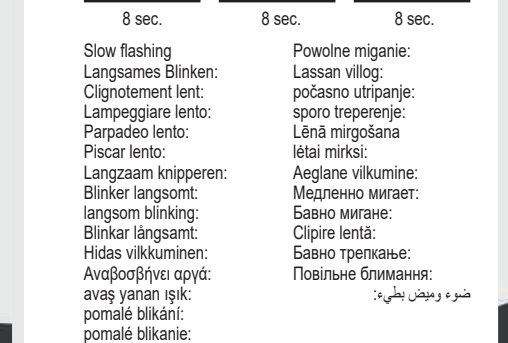 8 sec. 8 sec. 8 sec.
Slow flashing
Langsames Blinken:
Clignotement lent:
Lampeggiare lento:
Parpadeo lento:
Piscar lento:
Langzaam knipperen:
Blinker langsomt:
langsom blinking:
Blinkar långsamt:
Hidas vilkkuminen:
Αναβοσβήνει αργά:
avaş yanan ışık:
pomalé blikání:
pomalé blikanie:
Powolne miganie:
Lassan villog:
počasno utripanje:
sporo treperenje:
Lēnā mirgošana
lėtai mirksi:
Aeglane vilkumine:
Медленно мигает:
Бавно мигане:
Clipire lentă:
Бавно трепкање:
Повільне блимання:
ضوء وميض بطيء: